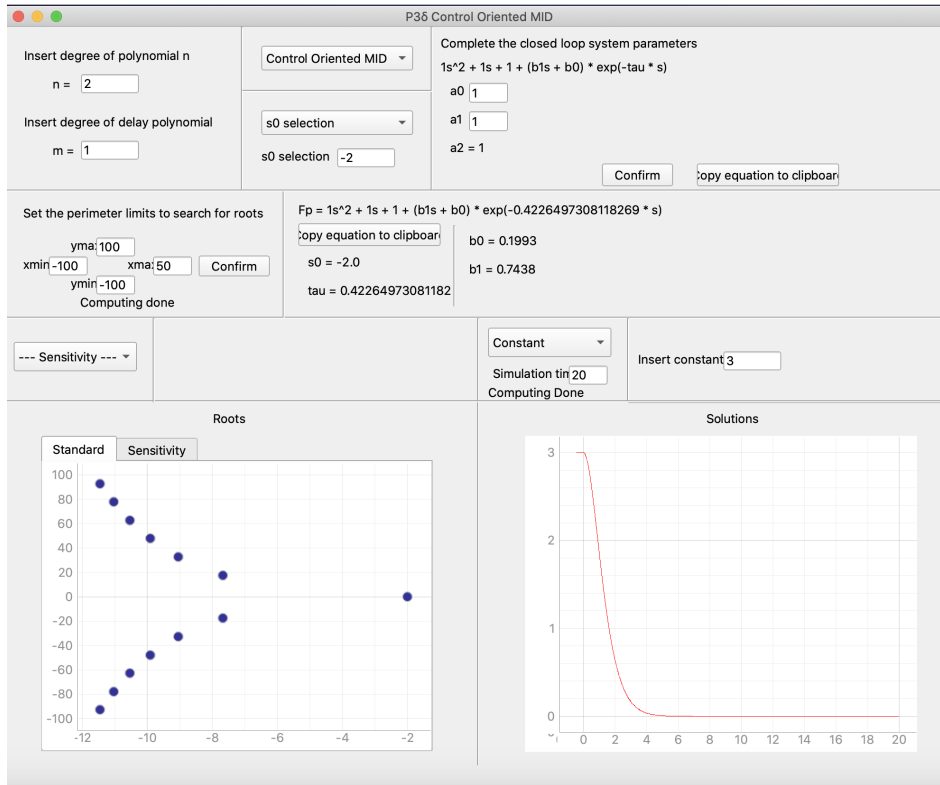 P3δ Control Oriented MID
Insert degree of polynomial n
n = 2
Insert degree of delay polynomial
m = 1
Control Oriented MID
s0 selection
s0 selection -2
Complete the closed loop system parameters
1s^2 + 1s + 1 + (b1s + b0) * exp(-tau * s)
a0 1
a1 1
a2 = 1
Confirm
Copy equation to clipboar
Set the perimeter limits to search for roots
yma: 100
xmin -100 xma: 50 Confirm
ymin -100
Computing done
Fp = 1s^2 + 1s + 1 + (b1s + b0) * exp(-0.4226497308118269 * s)
Copy equation to clipboar
s0 = -2.0
tau = 0.42264973081182
b0 = 0.1993
b1 = 0.7438
--- Sensitivity ---
Constant
Simulation tin 20
Computing Done
Insert constant 3
Roots
Standard Sensitivity
100
80
60
40
20
0
-20
-40
-60
-80
-100
-12 -10 -8 -6 -4 -2
Solutions
3
2
1
0
0 2 4 6 8 10 12 14 16 18 20